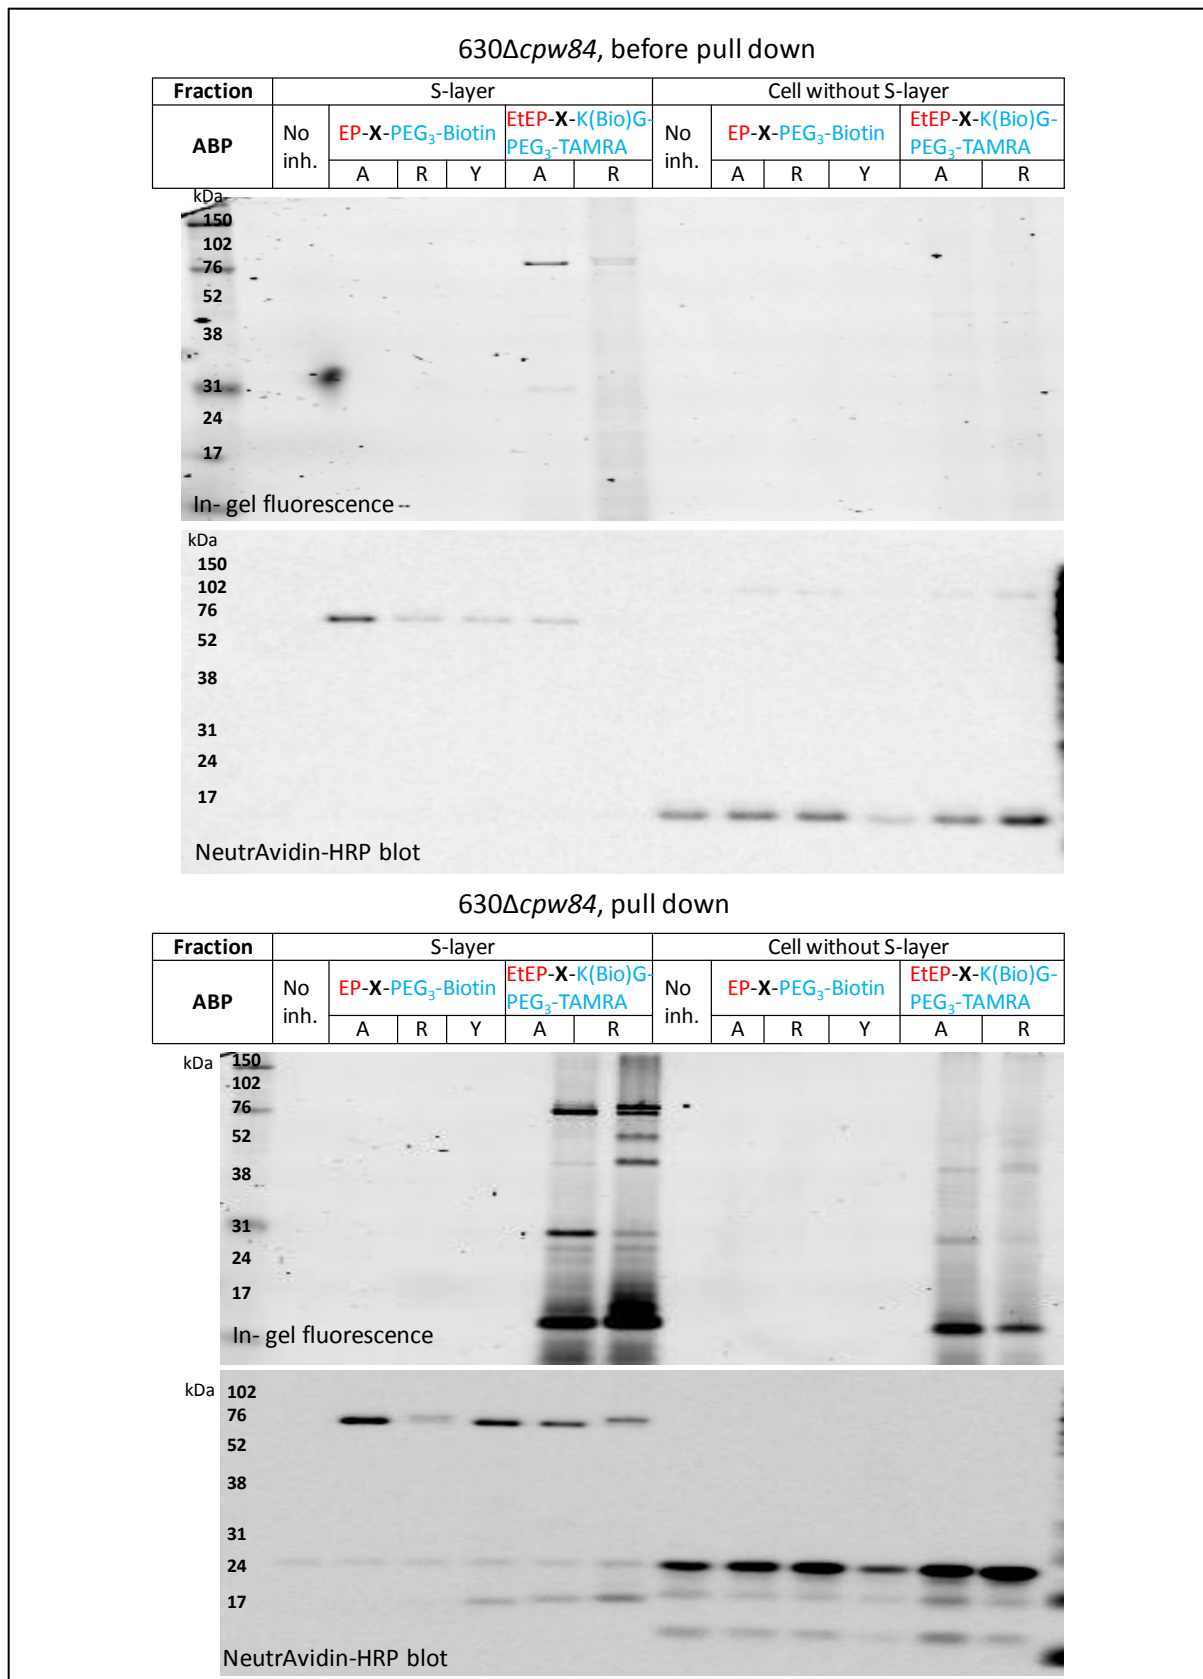 630Δcpw84, before pull down
Fraction S-layer Cell without S-layer
ABP No inh. EP-X-PEG3-Biotin EtEP-X-K(Bio)G-PEG3-TAMRA No inh. EP-X-PEG3-Biotin EtEP-X-K(Bio)G-PEG3-TAMRA
A R Y A R A R Y A R
kDa
150
102
76
52
38
31
24
17
In- gel fluorescence
kDa
150
102
76
52
38
31
24
17
NeutrAvidin-HRP blot
630Δcpw84, pull down
Fraction S-layer Cell without S-layer
ABP No inh. EP-X-PEG3-Biotin EtEP-X-K(Bio)G-PEG3-TAMRA No inh. EP-X-PEG3-Biotin EtEP-X-K(Bio)G-PEG3-TAMRA
A R Y A R A R Y A R
kDa 150
102
76
52
38
31
24
17
In- gel fluorescence
kDa 102
76
52
38
31
24
17
NeutrAvidin-HRP blot